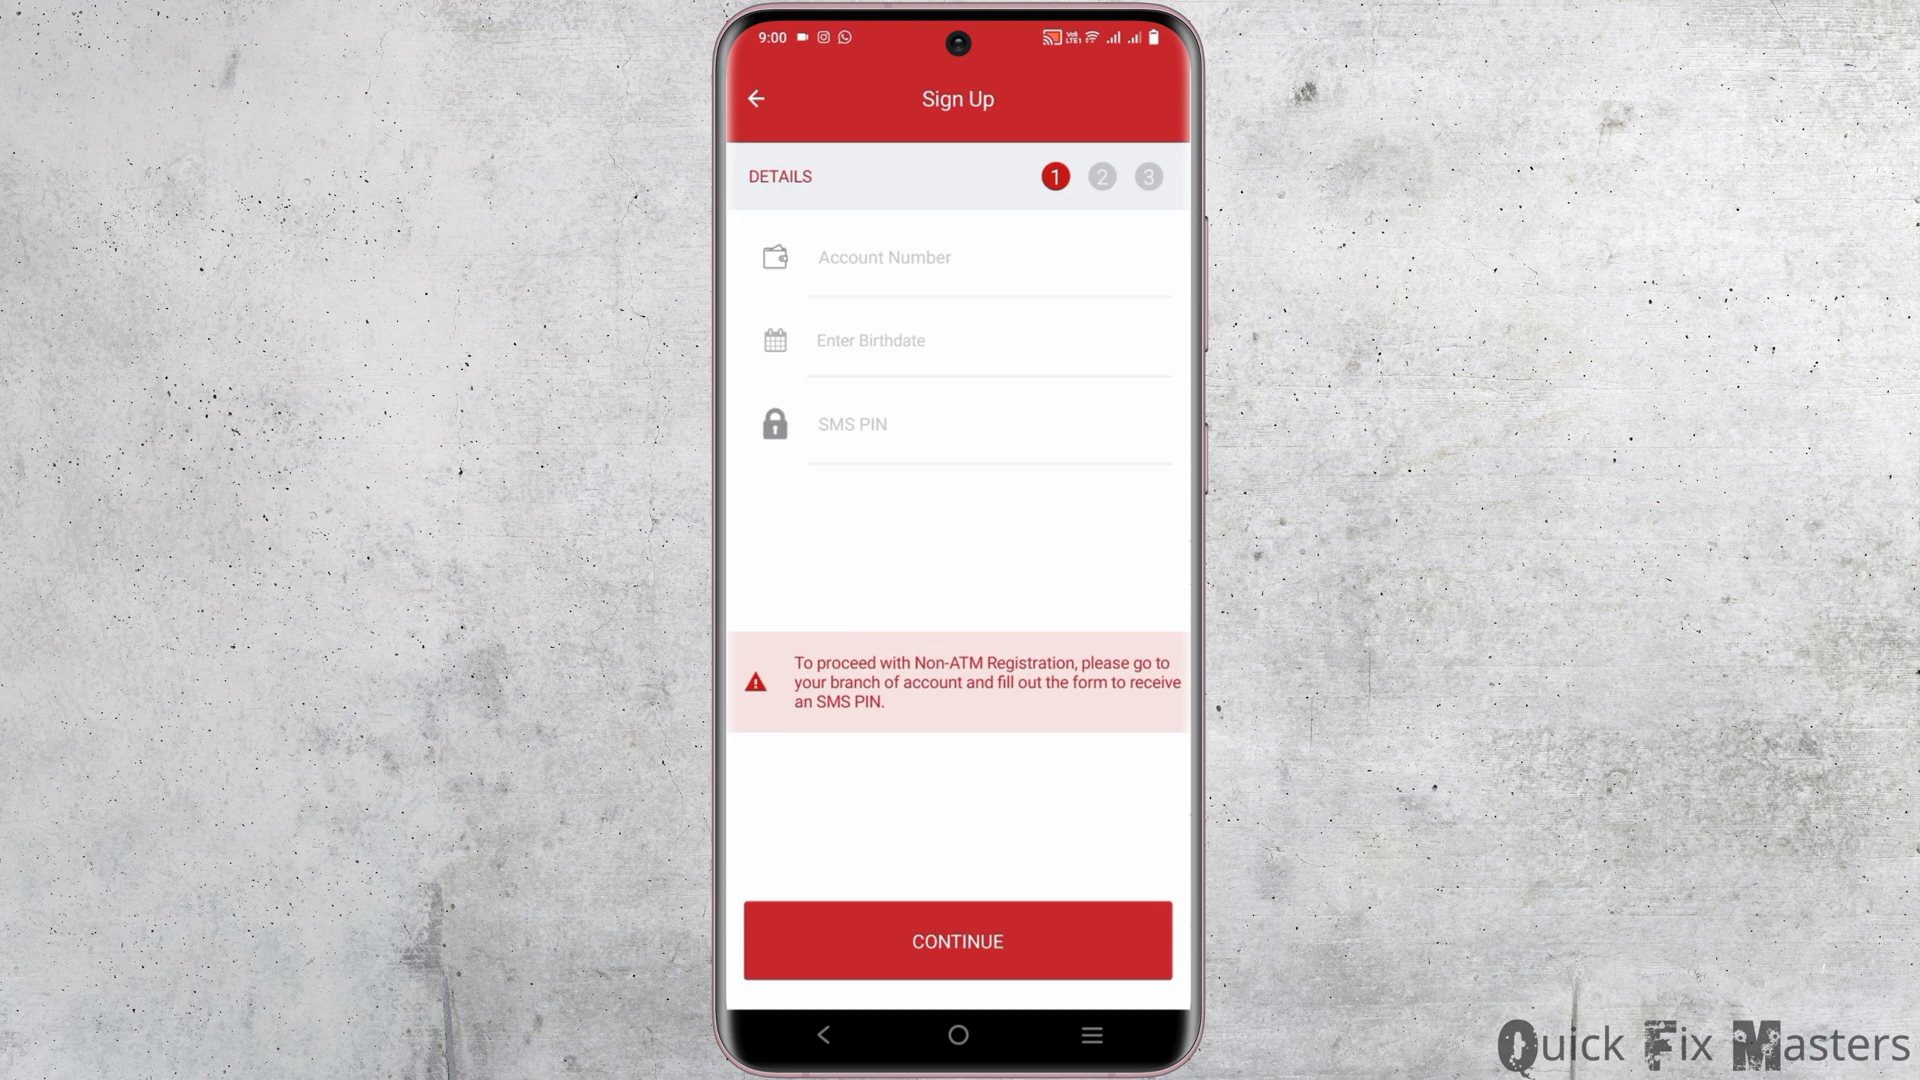 9:00
Sign Up
DETAILS
1 2 3
Account Number
Enter Birthdate
SMS PIN
To proceed with Non-ATM Registration, please go to
your branch of account and fill out the form to receive
an SMS PIN.
CONTINUE
Quick Fix Masters